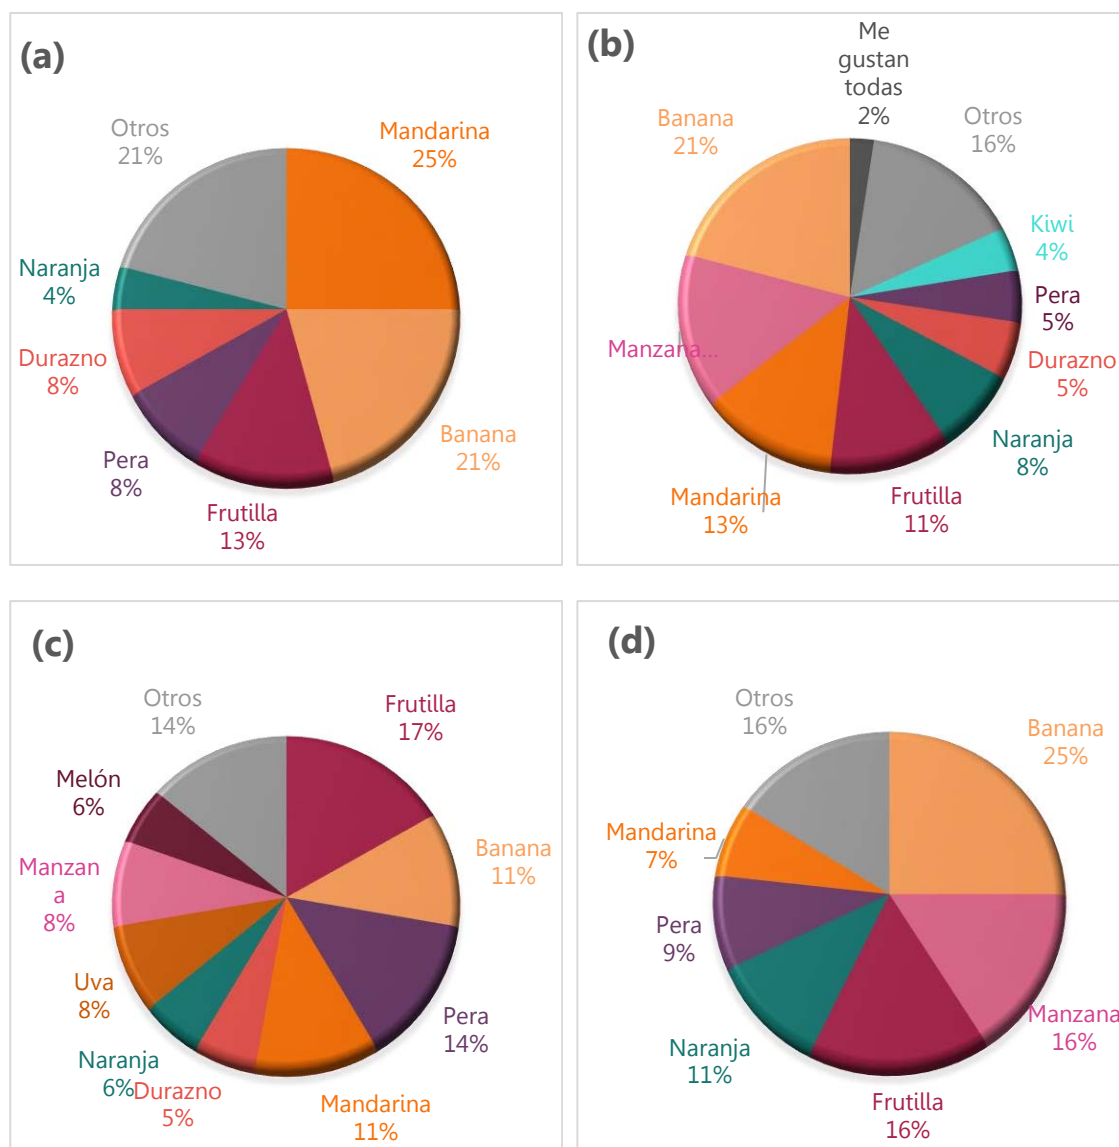 (a)
Otros
21%
Mandarina
25%
Naranja
4%
Durazno
8%
Pera
8%
Frutilla
13%
Banana
21%
(b)
Me
gustan
todas
2%
Banana
21%
Otros
16%
Kiwi
4%
Pera
5%
Manzana...
Durazno
5%
Naranja
8%
Mandarina
13%
Frutilla
11%
(c)
Otros
14%
Frutilla
17%
Melón
6%
Banana
11%
Manzan
a
8%
Uva
8%
Pera
14%
Naranja
6%
Durazno
5%
Mandarina
11%
(d)
Otros
16%
Banana
25%
Mandarina
7%
Pera
9%
Manzana
16%
Naranja
11%
Frutilla
16%